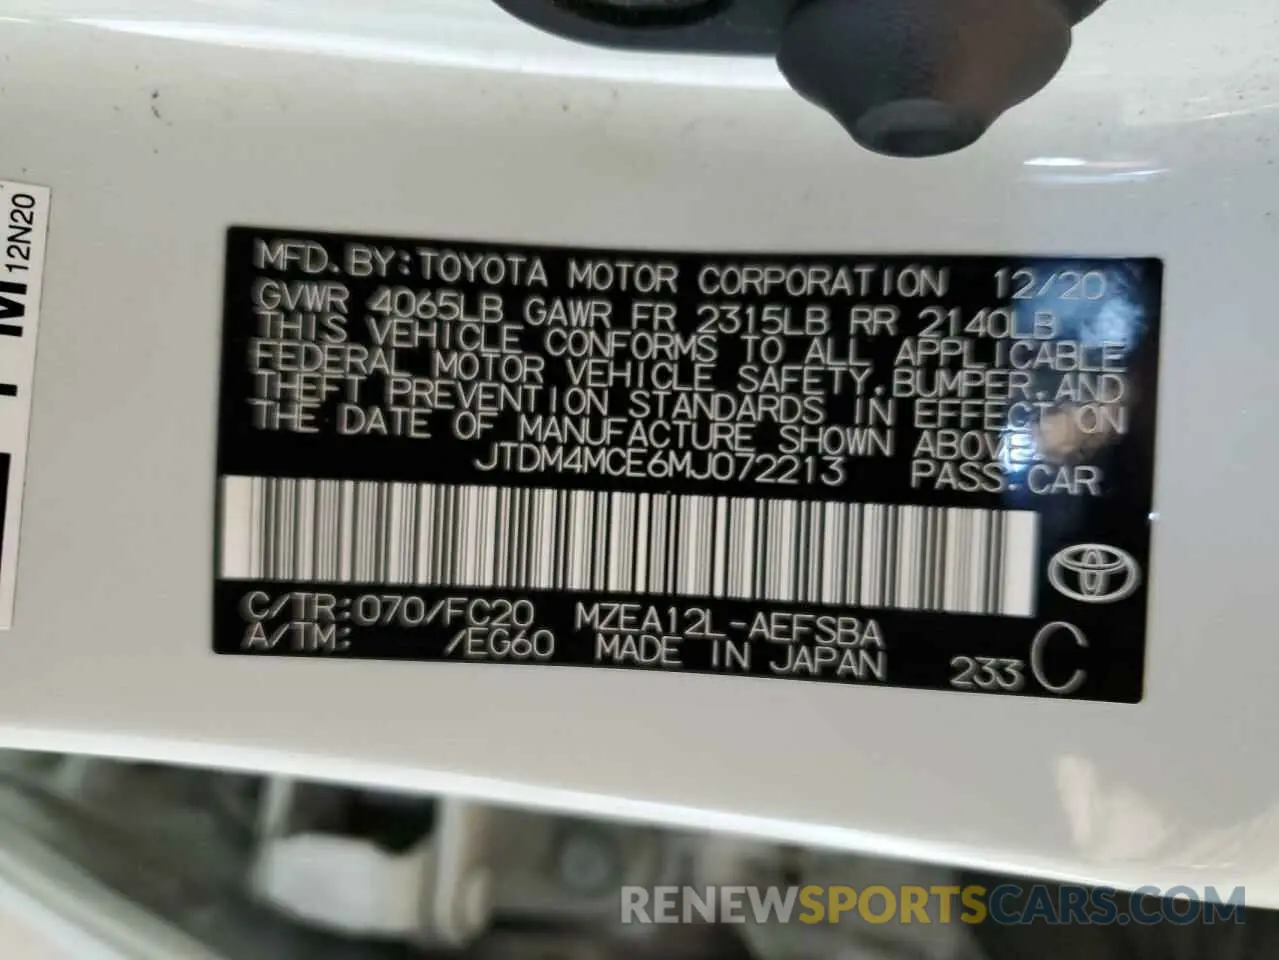 MFD. BY: TOYOTA MOTOR CORPORATION 12/20
GVWR 4065LB GAWR FR 2315LB RR 2140LB
THIS VEHICLE CONFORMS TO ALL APPLICABLE
FEDERAL MOTOR VEHICLE SAFETY, BUMPER, AND
THEFT PREVENTION STANDARDS IN EFFECT ON
THE DATE OF MANUFACTURE SHOWN ABOVE.
JTDM4MCE6MJ072213 PASS. CAR
C/TR: 070/FC20 MZEA12L-AEFSBA
A/TM: /EG60 MADE IN JAPAN 233 C
12N20
RENEWSPORTSCARS.COM